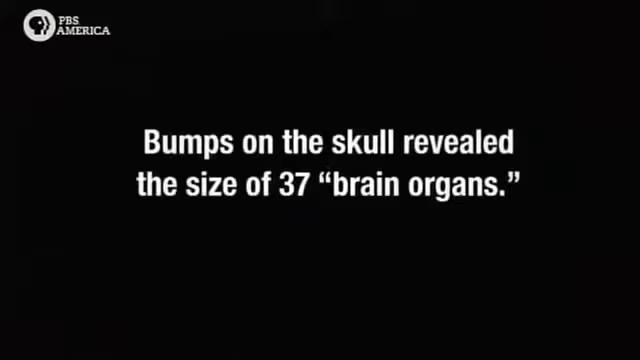 PBS
AMERICA
Bumps on the skull revealed
the size of 37 “brain organs.”